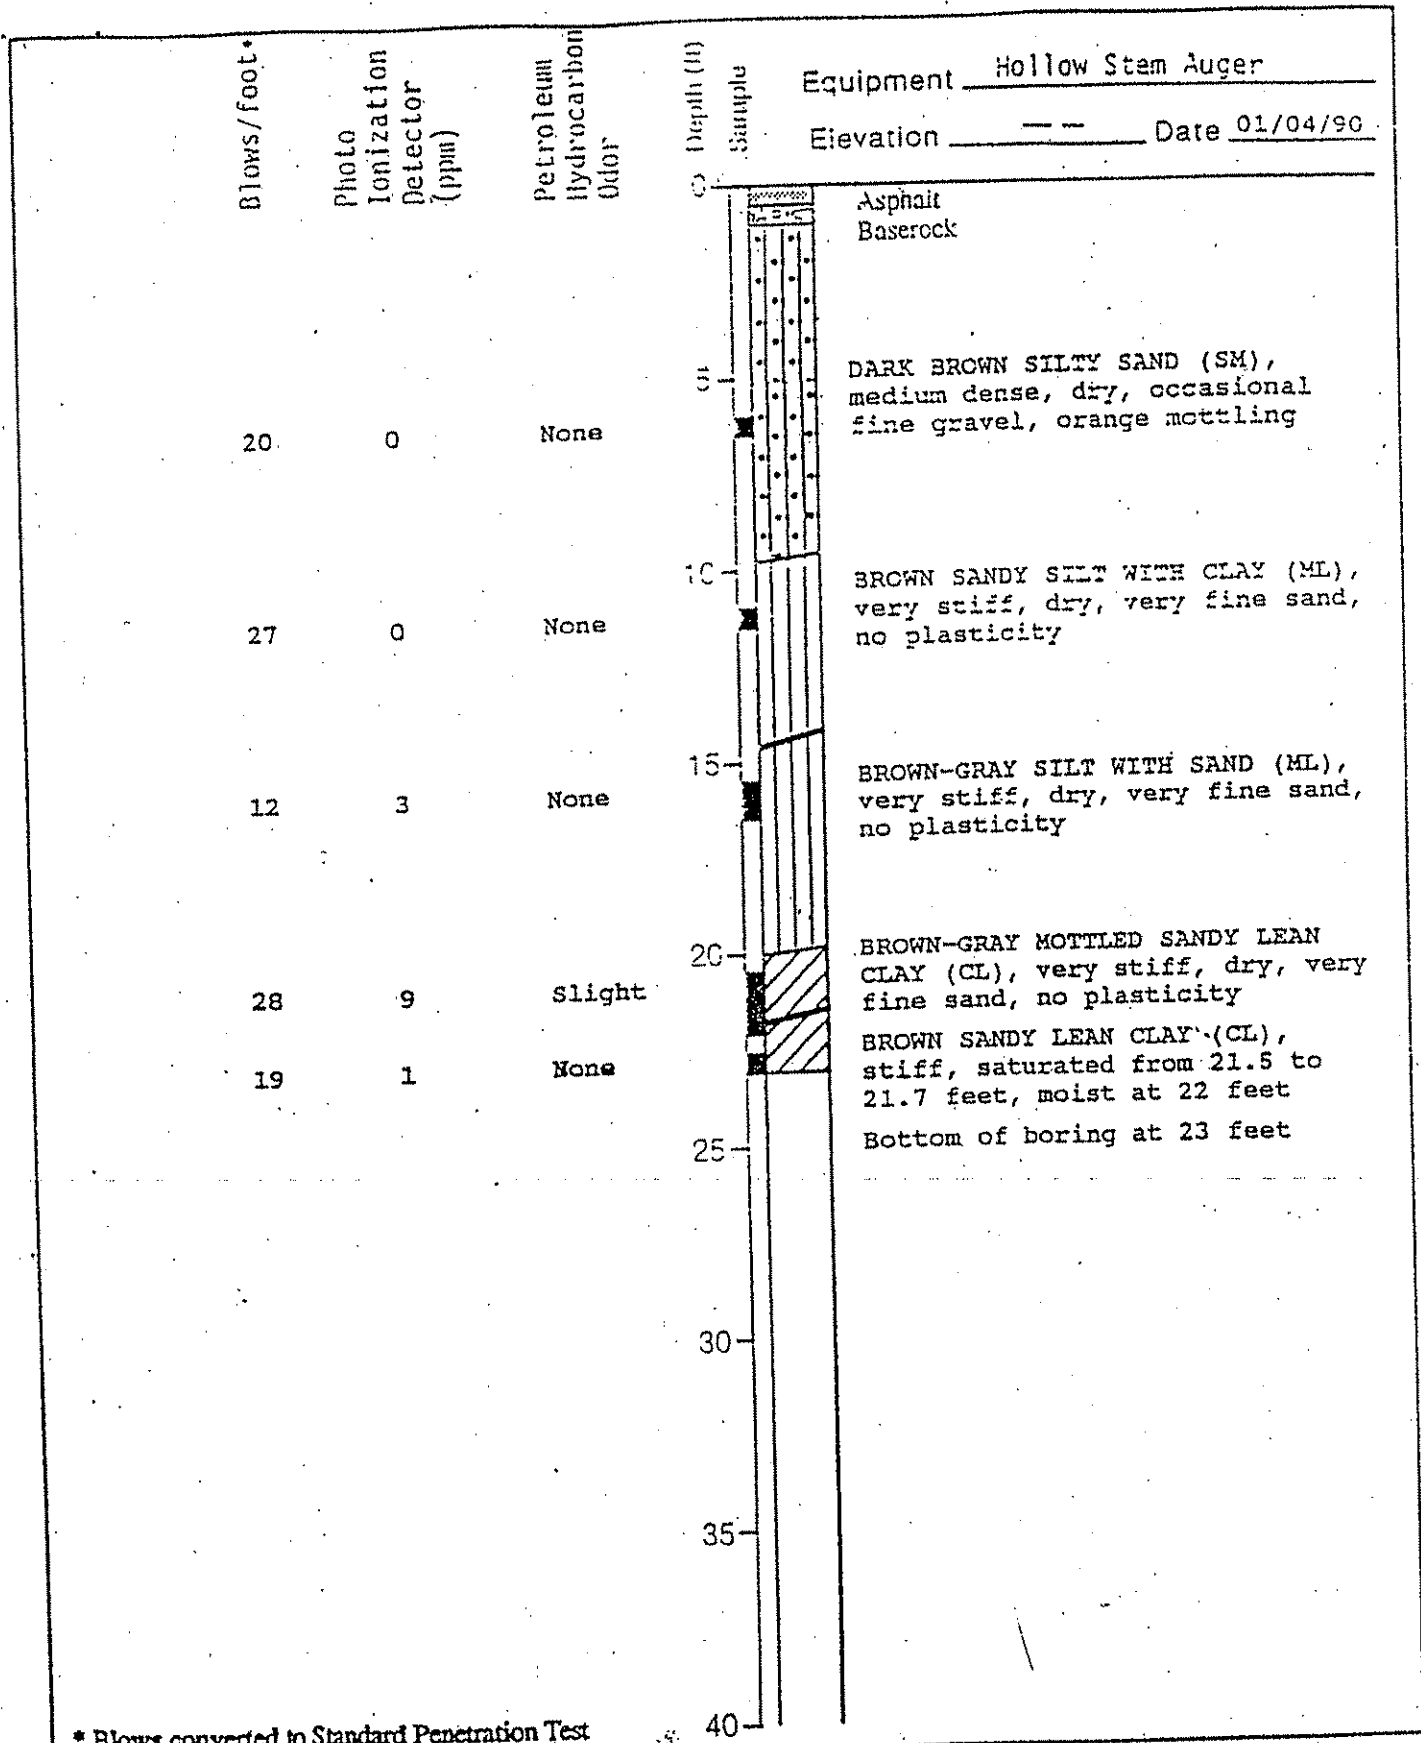 Blows/foot*
Photo
Ionization
Detector
(ppm)
Petroleum
Hydrocarbon
Odor
Depth (ft)
Sample
Equipment Hollow Stem Auger
Elevation -- Date 01/04/90
0
Asphalt
Baserock
5
DARK BROWN SILTY SAND (SM),
medium dense, dry, occasional
fine gravel, orange mottling
20 0 None
10
BROWN SANDY SILT WITH CLAY (ML),
very stiff, dry, very fine sand,
no plasticity
27 0 None
15
BROWN-GRAY SILT WITH SAND (ML),
very stiff, dry, very fine sand,
no plasticity
12 3 None
20
BROWN-GRAY MOTTLED SANDY LEAN
CLAY (CL), very stiff, dry, very
fine sand, no plasticity
28 9 Slight
BROWN SANDY LEAN CLAY (CL),
stiff, saturated from 21.5 to
21.7 feet, moist at 22 feet
19 1 None
Bottom of boring at 23 feet
25
30
35
40
* Blows converted to Standard Penetration Test